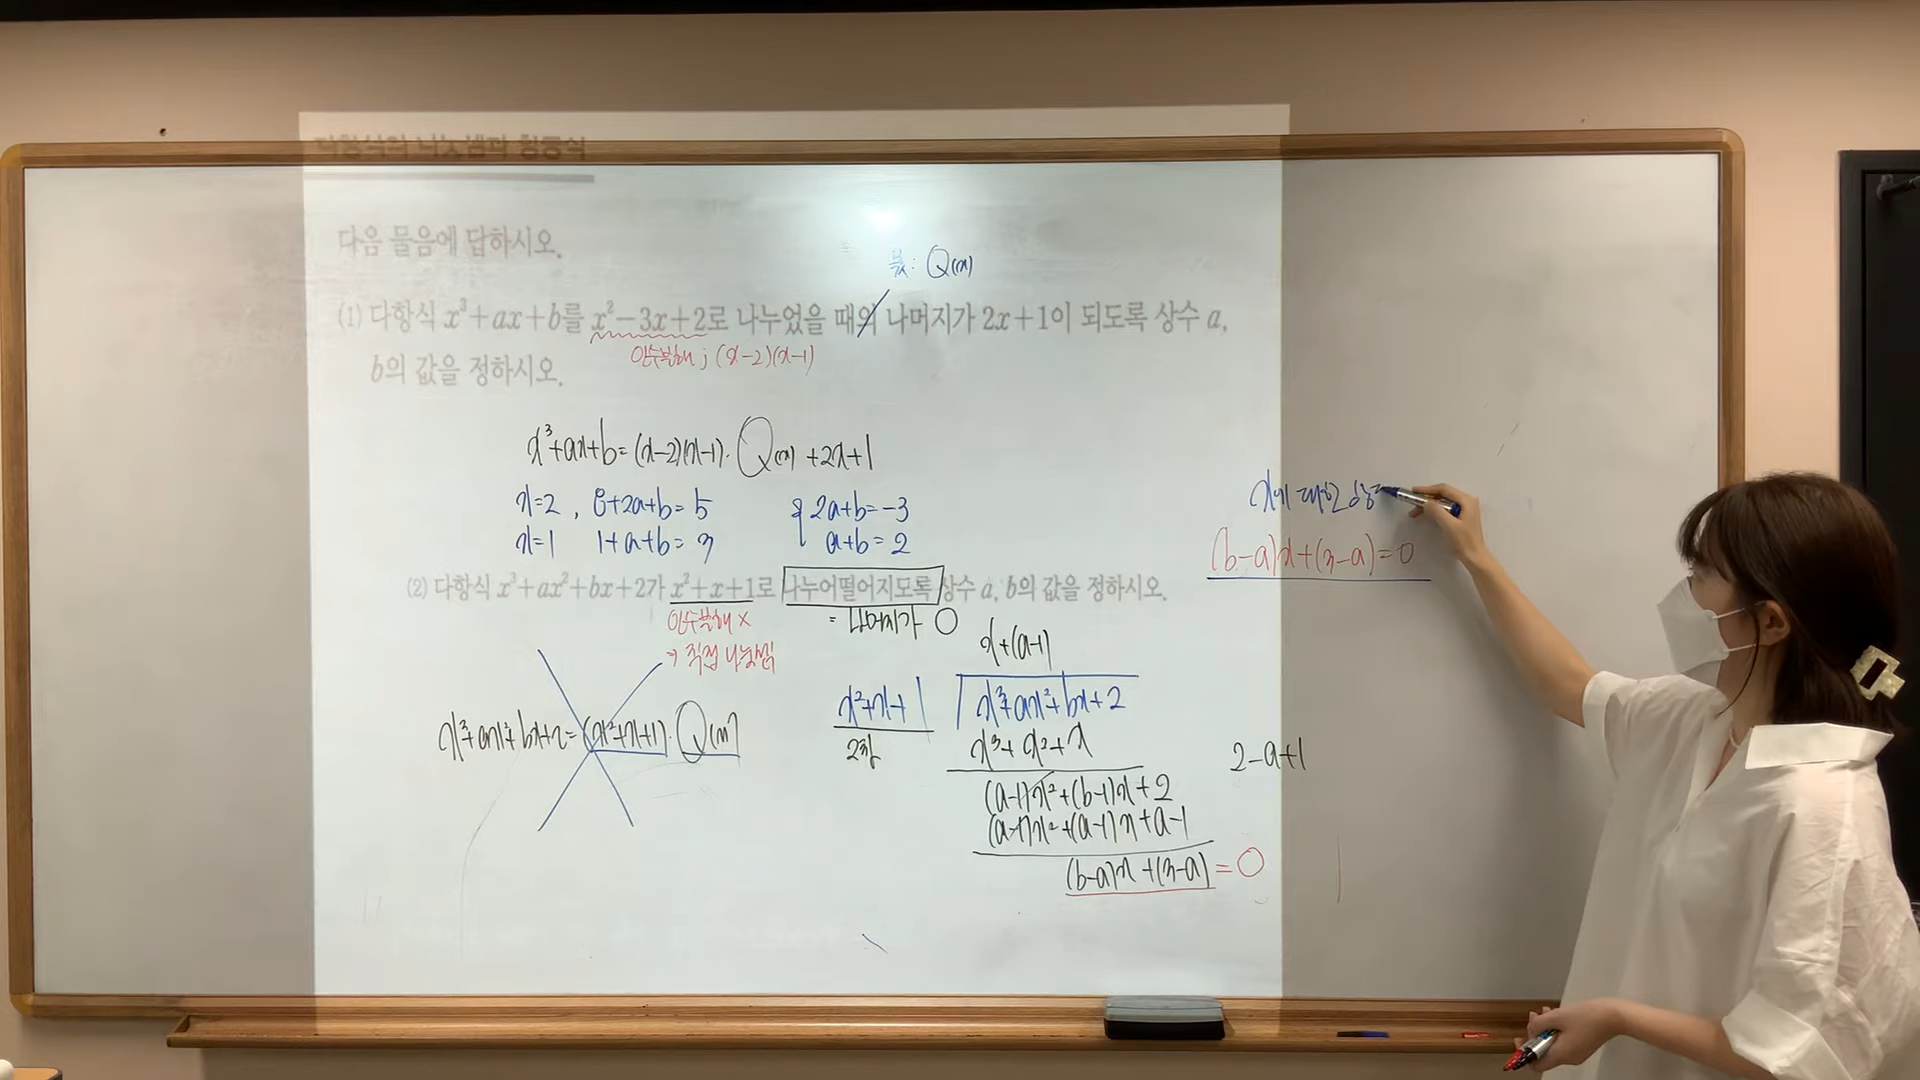 다항식의 나눗셈과 항등식
다음 물음에 답하시오.
몫: Q(x)
(1) 다항식 x³+ax+b를 x²−3x+2로 나누었을 때의 나머지가 2x+1이 되도록 상수 a,
인수분해 ; (x−2)(x−1)
b의 값을 정하시오.
x³+ax+b=(x−2)(x−1)·Q(x)+2x+1
x=2, 8+2a+b=5
2a+b=−3
x=1 1+a+b=3
a+b=2
(2) 다항식 x³+ax²+bx+2가 x²+x+1로 나누어떨어지도록 상수 a, b의 값을 정하시오.
인수분해 ×
→ 직접 나눗셈
= 나머지가 0
x³+ax²+bx+2=(x²+x+1)·Q(x)
x+(a−1)
x²+x+1
x³+ax²+bx+2
2차
x³+x²+x
(a−1)x²+(b−1)x+2
(a−1)x²+(a−1)x+a−1
(b−a)x+(3−a)=0
x에 대한
(b−a)x+(3−a)=0
2−a+1